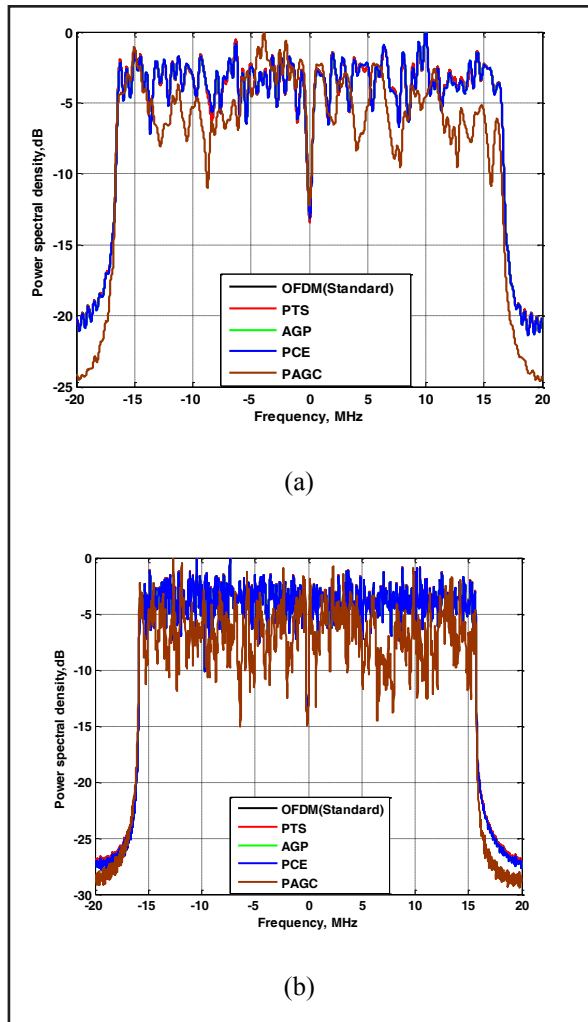 0
-5
-10
-15
-20
-25
Power spectral density,dB
OFDM(Standard)
PTS
AGP
PCE
PAGC
-20 -15 -10 -5 0 5 10 15 20
Frequency, MHz
(a)
0
-5
-10
-15
-20
-25
-30
Power spectral density,dB
OFDM(Standard)
PTS
AGP
PCE
PAGC
-20 -15 -10 -5 0 5 10 15 20
Frequency, MHz
(b)